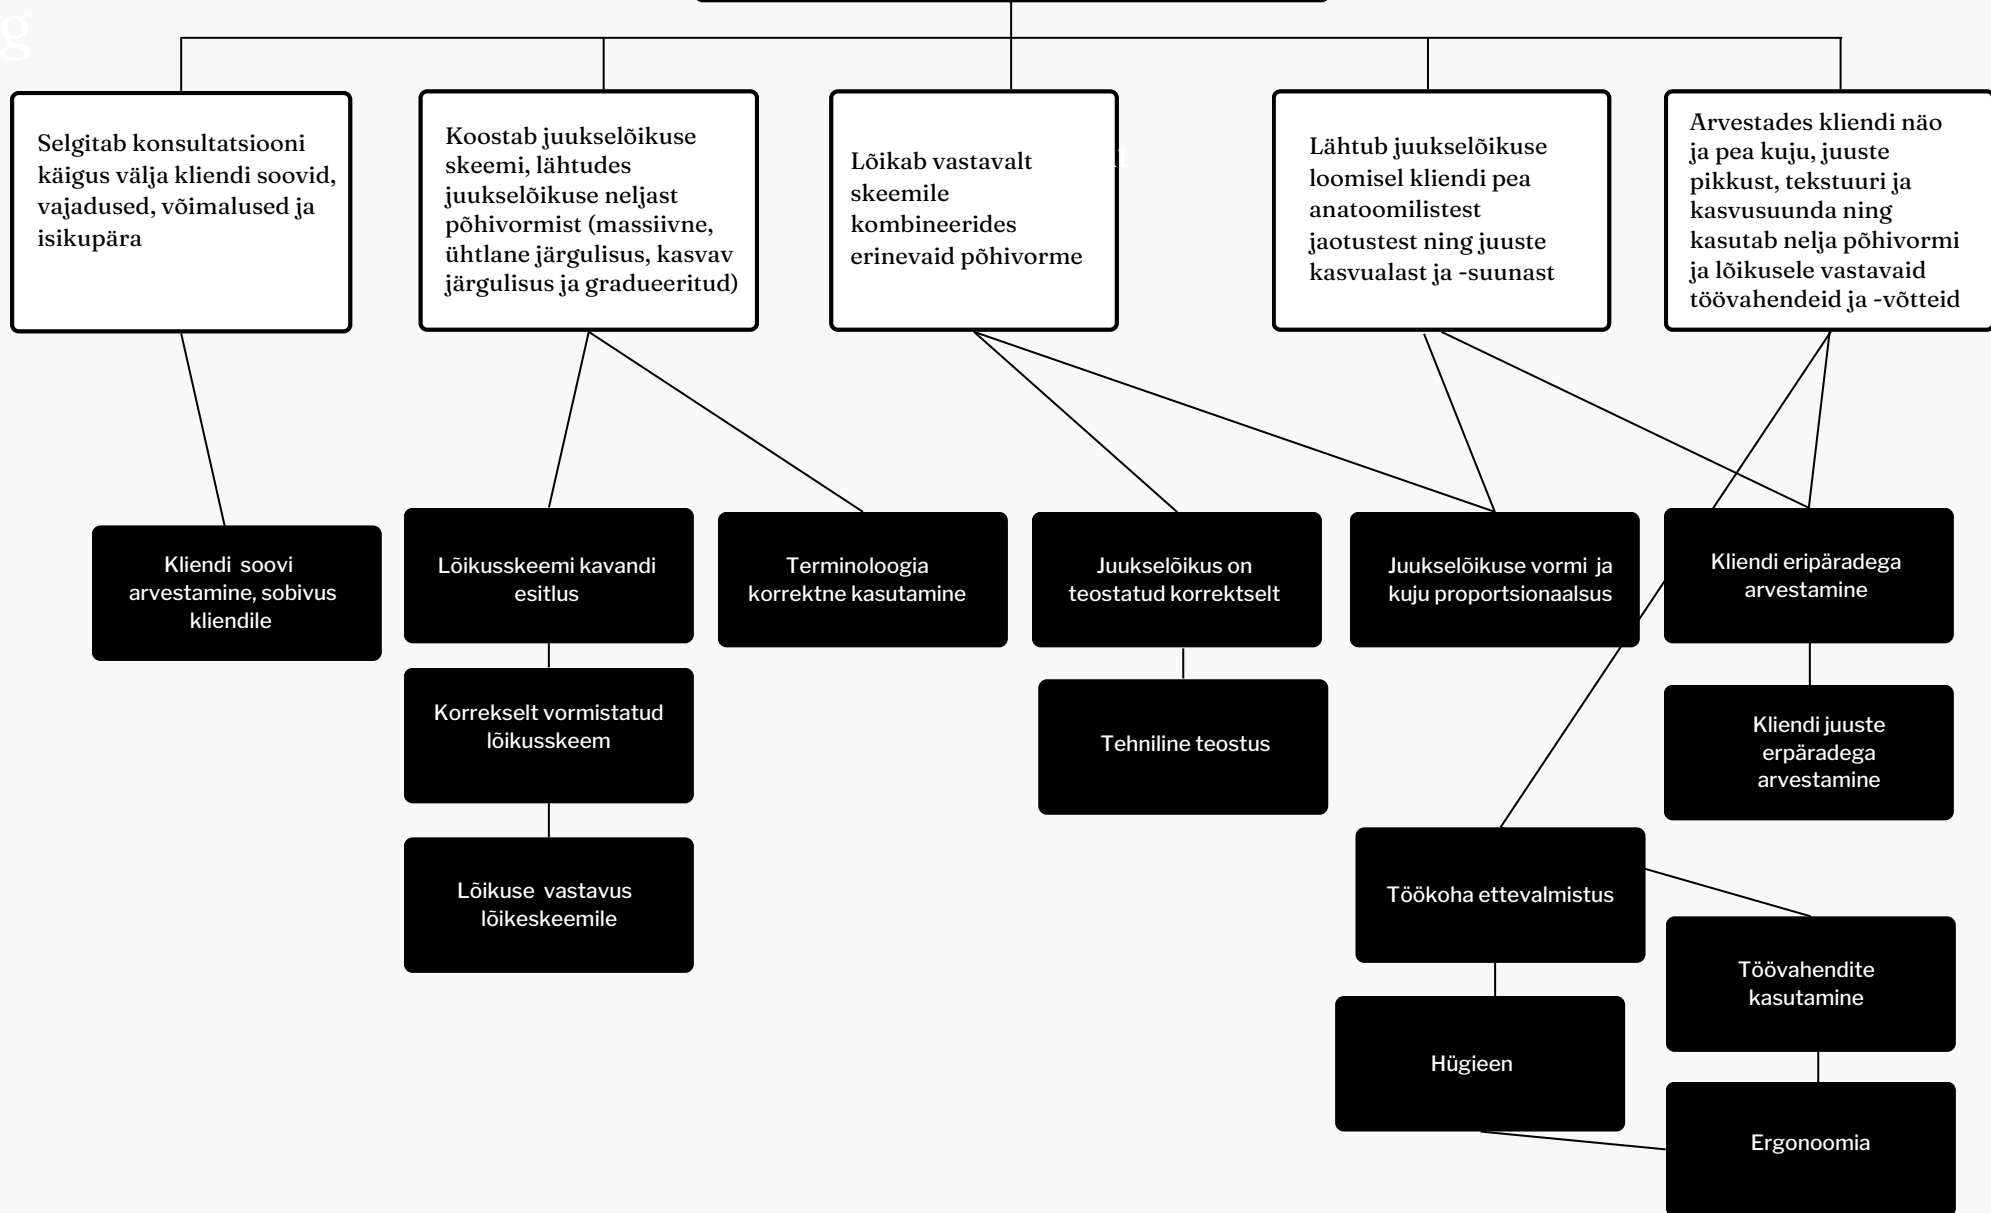 g
Selgitab konsultatsiooni
käigus välja kliendi soovid,
vajadused, võimalused ja
isikupära
Koostab juukselõikuse
skeemi, lähtudes
juukselõikuse neljast
põhivormist (massiivne,
ühtlane järgulisus, kasvav
järgulisus ja gradueeritud)
Lõikab vastavalt
skeemile
kombineerides
erinevaid põhivorme
Lähtub juukselõikuse
loomisel kliendi pea
anatoomilistest
jaotustest ning juuste
kasvualast ja -suunast
Arvestades kliendi näo
ja pea kuju, juuste
pikkust, tekstuuri ja
kasvusuunda ning
kasutab nelja põhivormi
ja lõikusele vastavaid
töövahendeid ja -võtteid
Kliendi soovi
arvestamine, sobivus
kliendile
Lõikusskeemi kavandi
esitlus
Terminoloogia
korrektne kasutamine
Juukselõikus on
teostatud korrektselt
Juukselõikuse vormi ja
kuju proportsionaalsus
Kliendi eripäradega
arvestamine
Korrekselt vormistatud
lõikusskeem
Tehniline teostus
Kliendi juuste
erpäradega
arvestamine
Lõikuse vastavus
lõikeskeemile
Töökoha ettevalmistus
Töövahendite
kasutamine
Hügieen
Ergonoomia